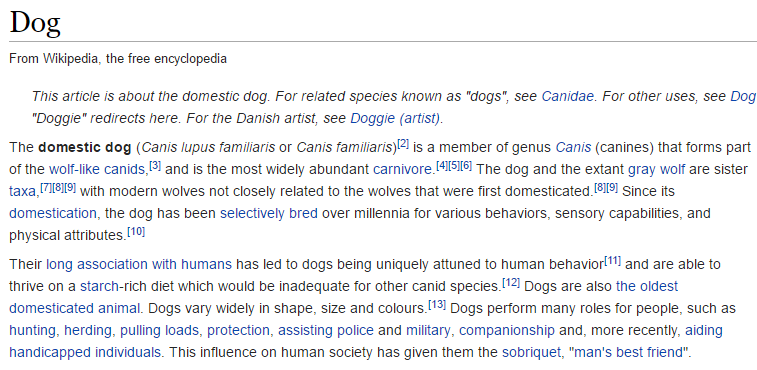 Dog
From Wikipedia, the free encyclopedia
This article is about the domestic dog. For related species known as "dogs", see Canidae. For other uses, see Dog
"Doggie" redirects here. For the Danish artist, see Doggie (artist).
The domestic dog (Canis lupus familiaris or Canis familiaris)[2] is a member of genus Canis (canines) that forms part
of the wolf-like canids,[3] and is the most widely abundant carnivore.[4][5][6] The dog and the extant gray wolf are sister
taxa,[7][8][9] with modern wolves not closely related to the wolves that were first domesticated.[8][9] Since its
domestication, the dog has been selectively bred over millennia for various behaviors, sensory capabilities, and
physical attributes.[10]
Their long association with humans has led to dogs being uniquely attuned to human behavior[11] and are able to
thrive on a starch-rich diet which would be inadequate for other canid species.[12] Dogs are also the oldest
domesticated animal. Dogs vary widely in shape, size and colours.[13] Dogs perform many roles for people, such as
hunting, herding, pulling loads, protection, assisting police and military, companionship and, more recently, aiding
handicapped individuals. This influence on human society has given them the sobriquet, "man's best friend".